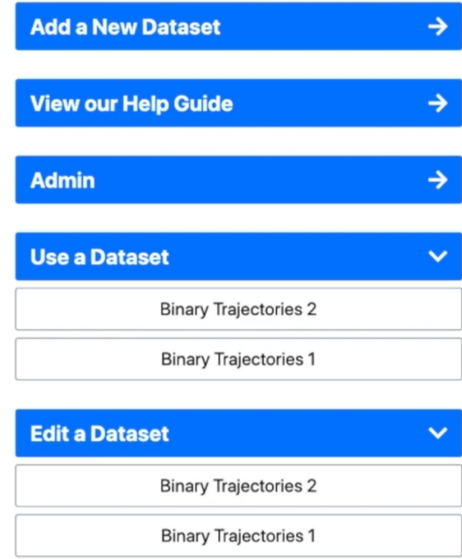 Add a New Dataset
View our Help Guide
Admin
Use a Dataset
Binary Trajectories 2
Binary Trajectories 1
Edit a Dataset
Binary Trajectories 2
Binary Trajectories 1